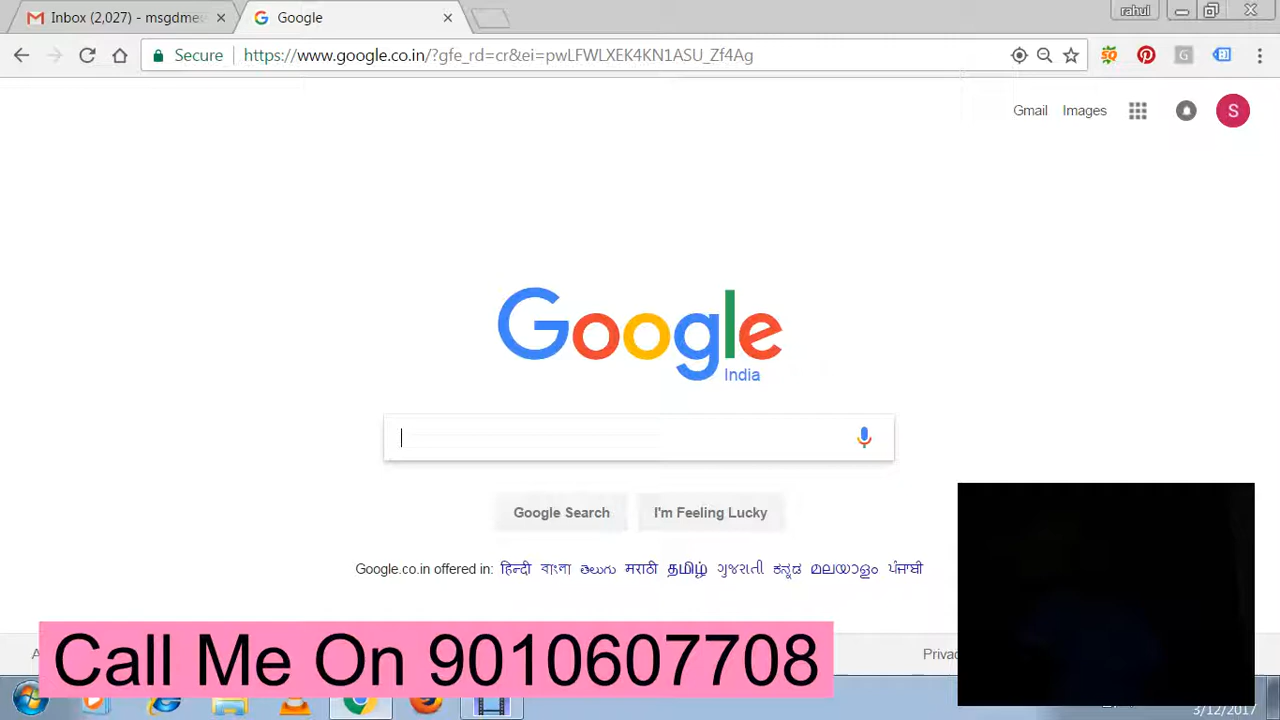 Inbox (2,027) - msgdme
Google
rahul
Secure
https://www.google.co.in/?gfe_rd=cr&ei=pwLFWLXEK4KN1ASU_Zf4Ag
Gmail Images
S
Google
India
Google Search
I'm Feeling Lucky
Google.co.in offered in: हिन्दी বাংলা తెలుగు मराठी தமிழ் ગુજરાતી ಕನ್ನಡ മലയാളം ਪੰਜਾਬੀ
Call Me On 9010607708
3/12/2017